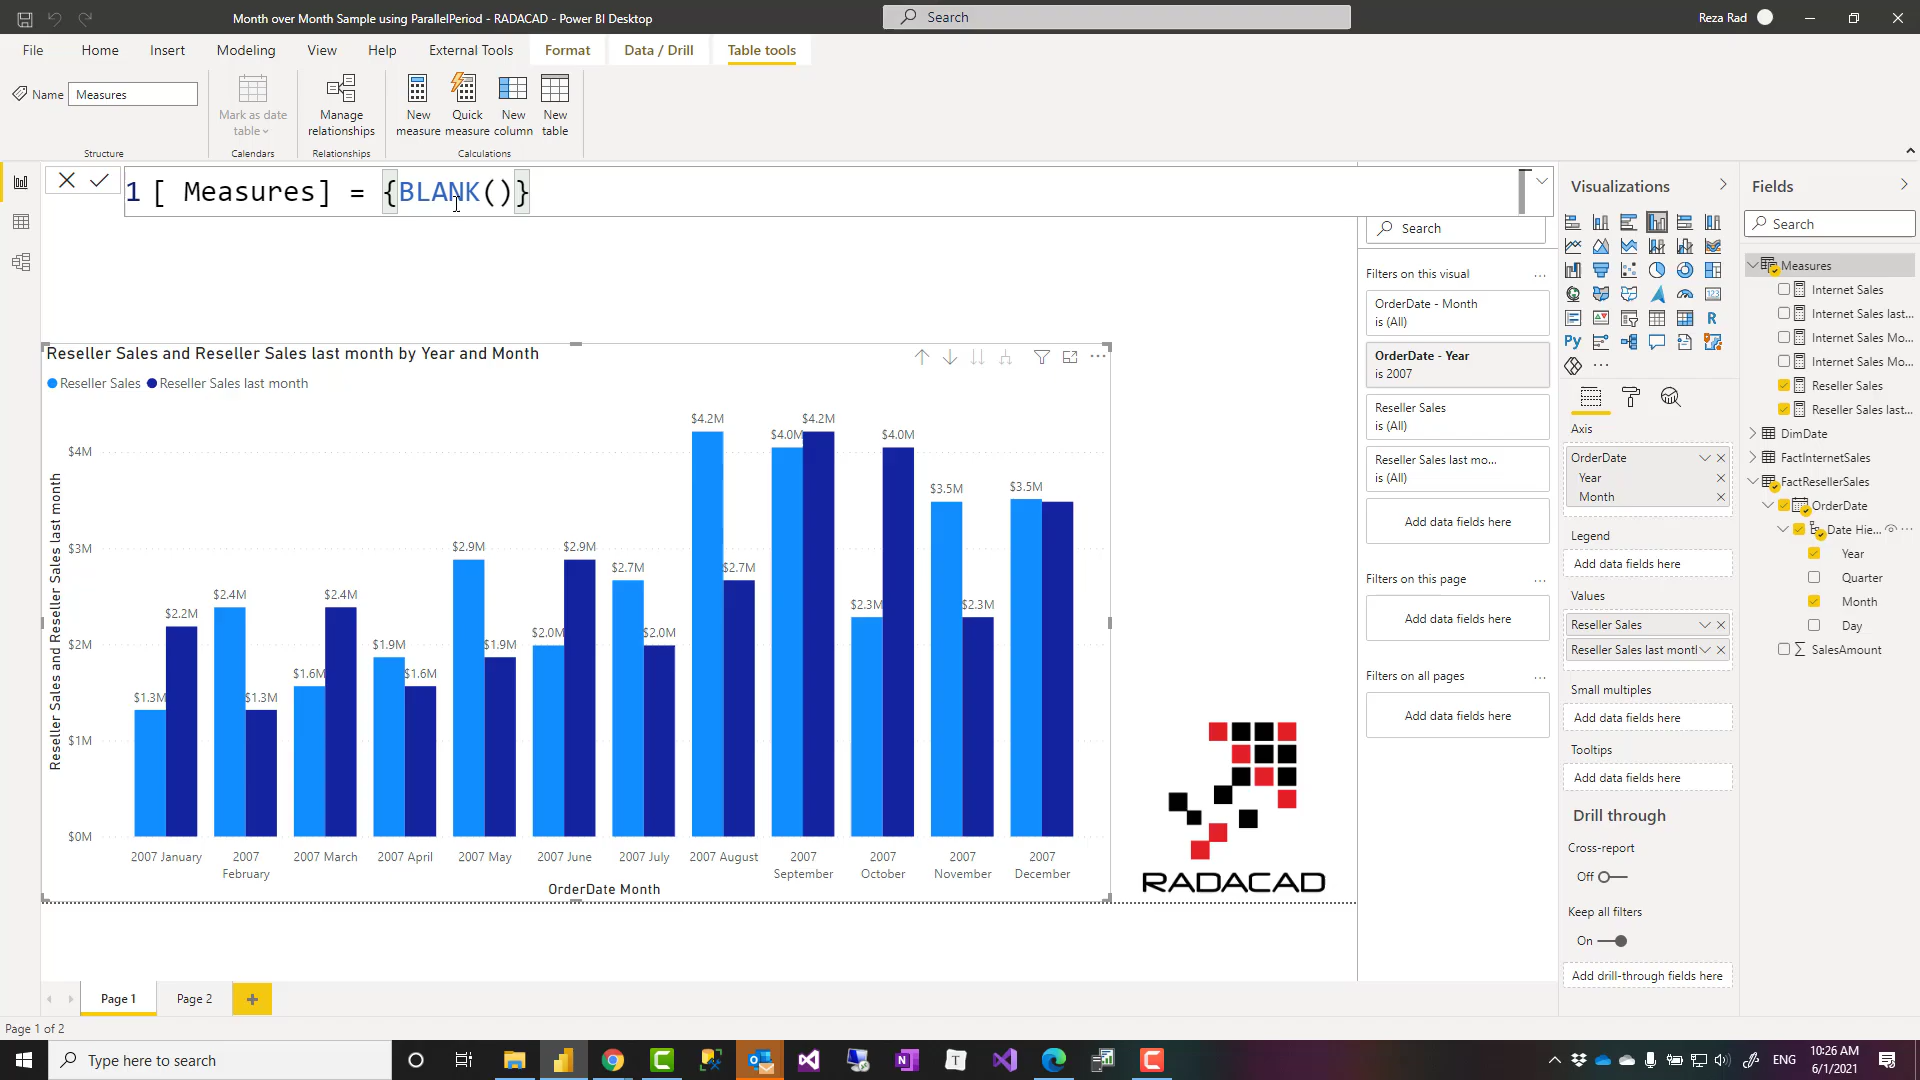 Month over Month Sample using ParallelPeriod - RADACAD - Power BI Desktop
Search
Reza Rad
File
Home
Insert
Modeling
View
Help
External Tools
Format
Data / Drill
Table tools
Name
Measures
Mark as date
table
Manage
relationships
New
measure
Quick
measure
New
column
New
table
Structure
Calendars
Relationships
Calculations
1 [ Measures] = {BLANK()}
Reseller Sales and Reseller Sales last month by Year and Month
Reseller Sales
Reseller Sales last month
Reseller Sales and Reseller Sales last month
$4M
$3M
$2M
$1M
$0M
$1.3M
$2.2M
$2.4M
$1.3M
$1.6M
$2.4M
$1.9M
$1.6M
$2.9M
$1.9M
$2.0M
$2.9M
$2.7M
$2.0M
$4.2M
$2.7M
$4.0M
$4.2M
$2.3M
$4.0M
$3.5M
$2.3M
$3.5M
2007 January
2007
February
2007 March
2007 April
2007 May
2007 June
2007 July
2007 August
2007
September
2007
October
2007
November
2007
December
OrderDate Month
RADACAD
Search
Filters on this visual
...
OrderDate - Month
is (All)
OrderDate - Year
is 2007
Reseller Sales
is (All)
Reseller Sales last mo...
is (All)
Add data fields here
Filters on this page
...
Add data fields here
Filters on all pages
...
Add data fields here
Visualizations
R
Py
...
Axis
OrderDate
Year
Month
Legend
Add data fields here
Values
Reseller Sales
Reseller Sales last montl
Small multiples
Add data fields here
Tooltips
Add data fields here
Drill through
Cross-report
Off
Keep all filters
On
Add drill-through fields here
Fields
Search
Measures
Internet Sales
Internet Sales last...
Internet Sales Mo...
Internet Sales Mo...
Reseller Sales
Reseller Sales last...
DimDate
FactInternetSales
FactResellerSales
OrderDate
Date Hie...
Year
Quarter
Month
Day
SalesAmount
Page 1
Page 2
+
Page 1 of 2
Type here to search
ENG
10:26 AM
6/1/2021